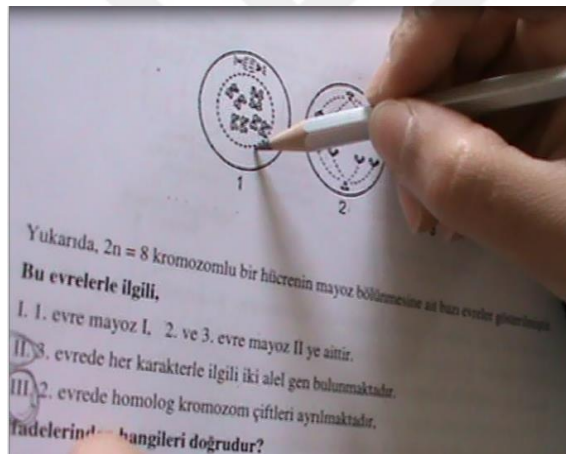 1
2
Yukarıda, 2n = 8 kromozomlu bir hücrenin mayoz bölünmesine ait bazı evreler gösterilmiştir.
Bu evrelerle ilgili,
I. 1. evre mayoz I, 2. ve 3. evre mayoz II ye aittir.
II. 3. evrede her karakterle ilgili iki alel gen bulunmaktadır.
III. 2. evrede homolog kromozom çiftleri ayrılmaktadır.
hangileri doğrudur?